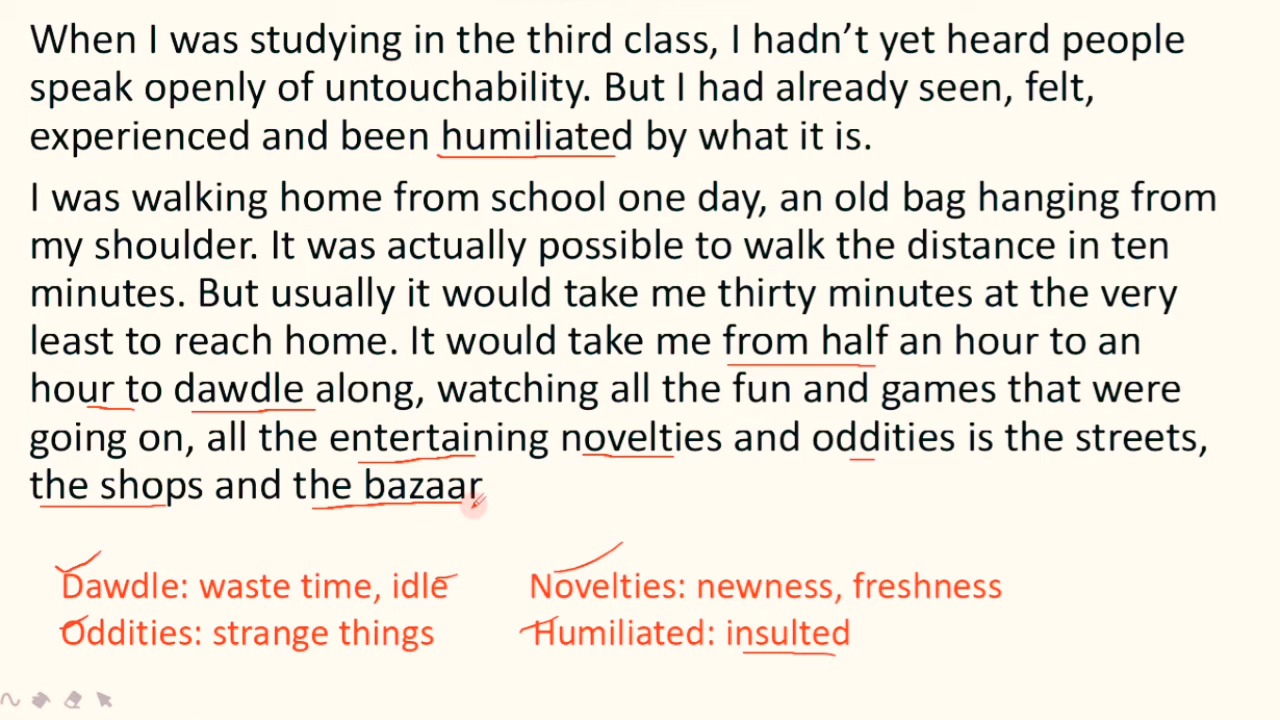 When I was studying in the third class, I hadn’t yet heard people
speak openly of untouchability. But I had already seen, felt,
experienced and been humiliated by what it is.
I was walking home from school one day, an old bag hanging from
my shoulder. It was actually possible to walk the distance in ten
minutes. But usually it would take me thirty minutes at the very
least to reach home. It would take me from half an hour to an
hour to dawdle along, watching all the fun and games that were
going on, all the entertaining novelties and oddities is the streets,
the shops and the bazaar
Dawdle: waste time, idle Novelties: newness, freshness
Oddities: strange things Humiliated: insulted